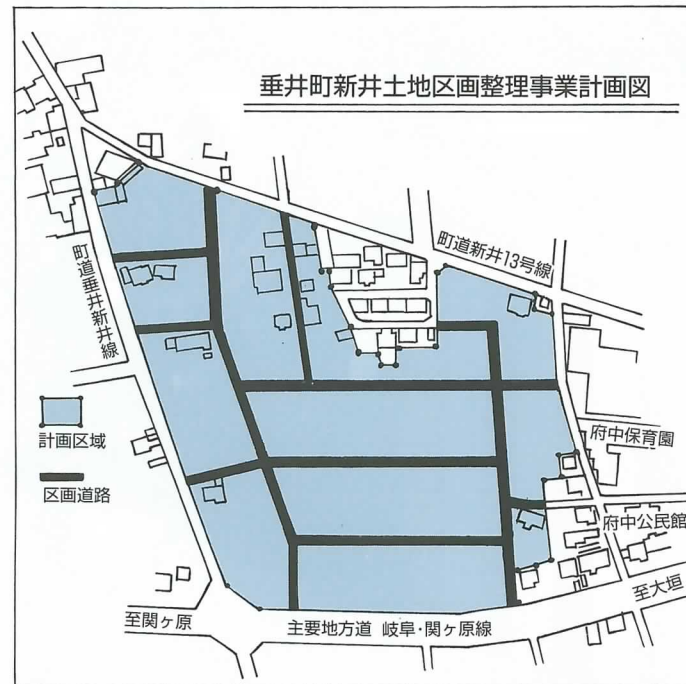 垂井町新井土地区画整理事業計画図
町道新井13号線
町道垂井新井線
計画区域
区画道路
府中保育園
府中公民館
至大垣
至関ヶ原
主要地方道 岐阜・関ヶ原線